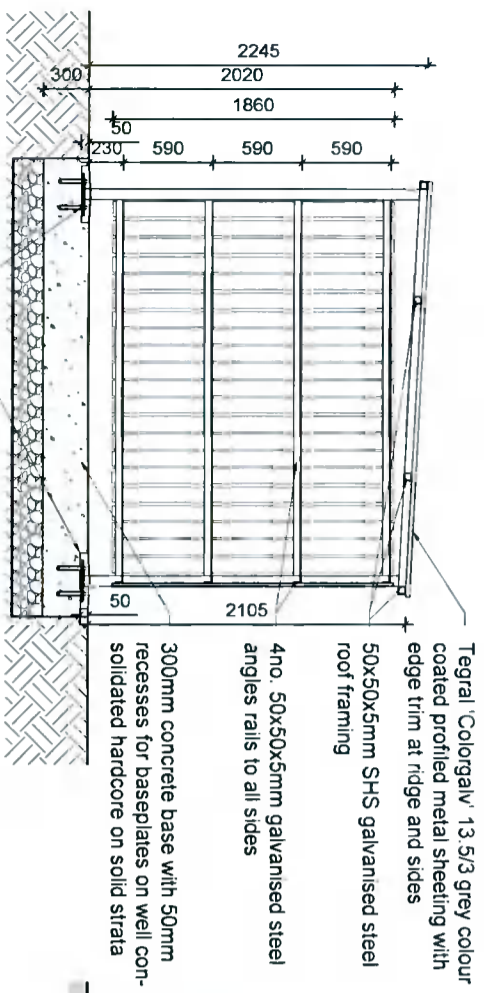 2245
2020
300
1860
50
230
590
590
590
2105
50
Tegral 'Colorgalv' 13.5/3 grey colour
coated profiled metal sheeting with
edge trim at ridge and sides
50x50x5mm SHS galvanised steel
roof framing
4no. 50x50x5mm galvanised steel
angles rails to all sides
300mm concrete base with 50mm
recesses for baseplates on well con-
solidated hardcore on solid strata